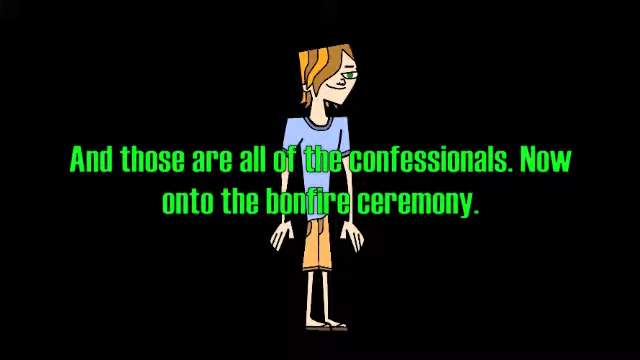 And those are all of the confessionals. Now
onto the bonfire ceremony.